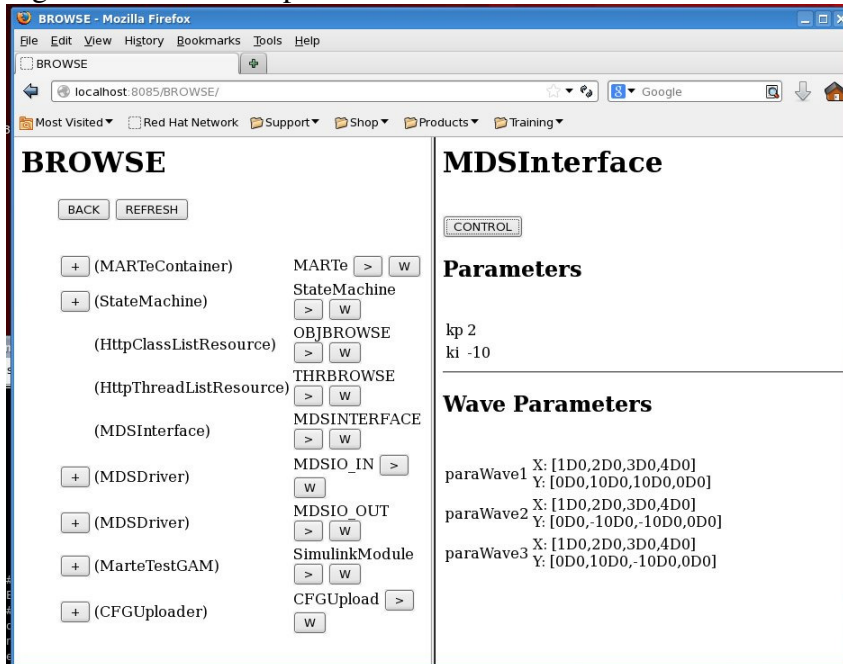 BROWSE - Mozilla Firefox
File Edit View History Bookmarks Tools Help
BROWSE
localhost:8085/BROWSE/
Google
Most Visited Red Hat Network Support Shop Products Training
BROWSE
BACK REFRESH
+ (MARTeContainer) MARTe > W
+ (StateMachine) StateMachine
> W
(HttpClassListResource) OBJBROWSE
> W
(HttpThreadListResource) THRBROWSE
> W
(MDSInterface) MDSINTERFACE
> W
+ (MDSDriver) MDSIO_IN >
W
+ (MDSDriver) MDSIO_OUT
> W
+ (MarteTestGAM) SimulinkModule
> W
+ (CFGUploader) CFGUpload >
W
MDSInterface
CONTROL
Parameters
kp 2
ki -10
Wave Parameters
paraWave1 X: [1D0,2D0,3D0,4D0]
Y: [0D0,10D0,10D0,0D0]
paraWave2 X: [1D0,2D0,3D0,4D0]
Y: [0D0,-10D0,-10D0,0D0]
paraWave3 X: [1D0,2D0,3D0,4D0]
Y: [0D0,10D0,-10D0,0D0]